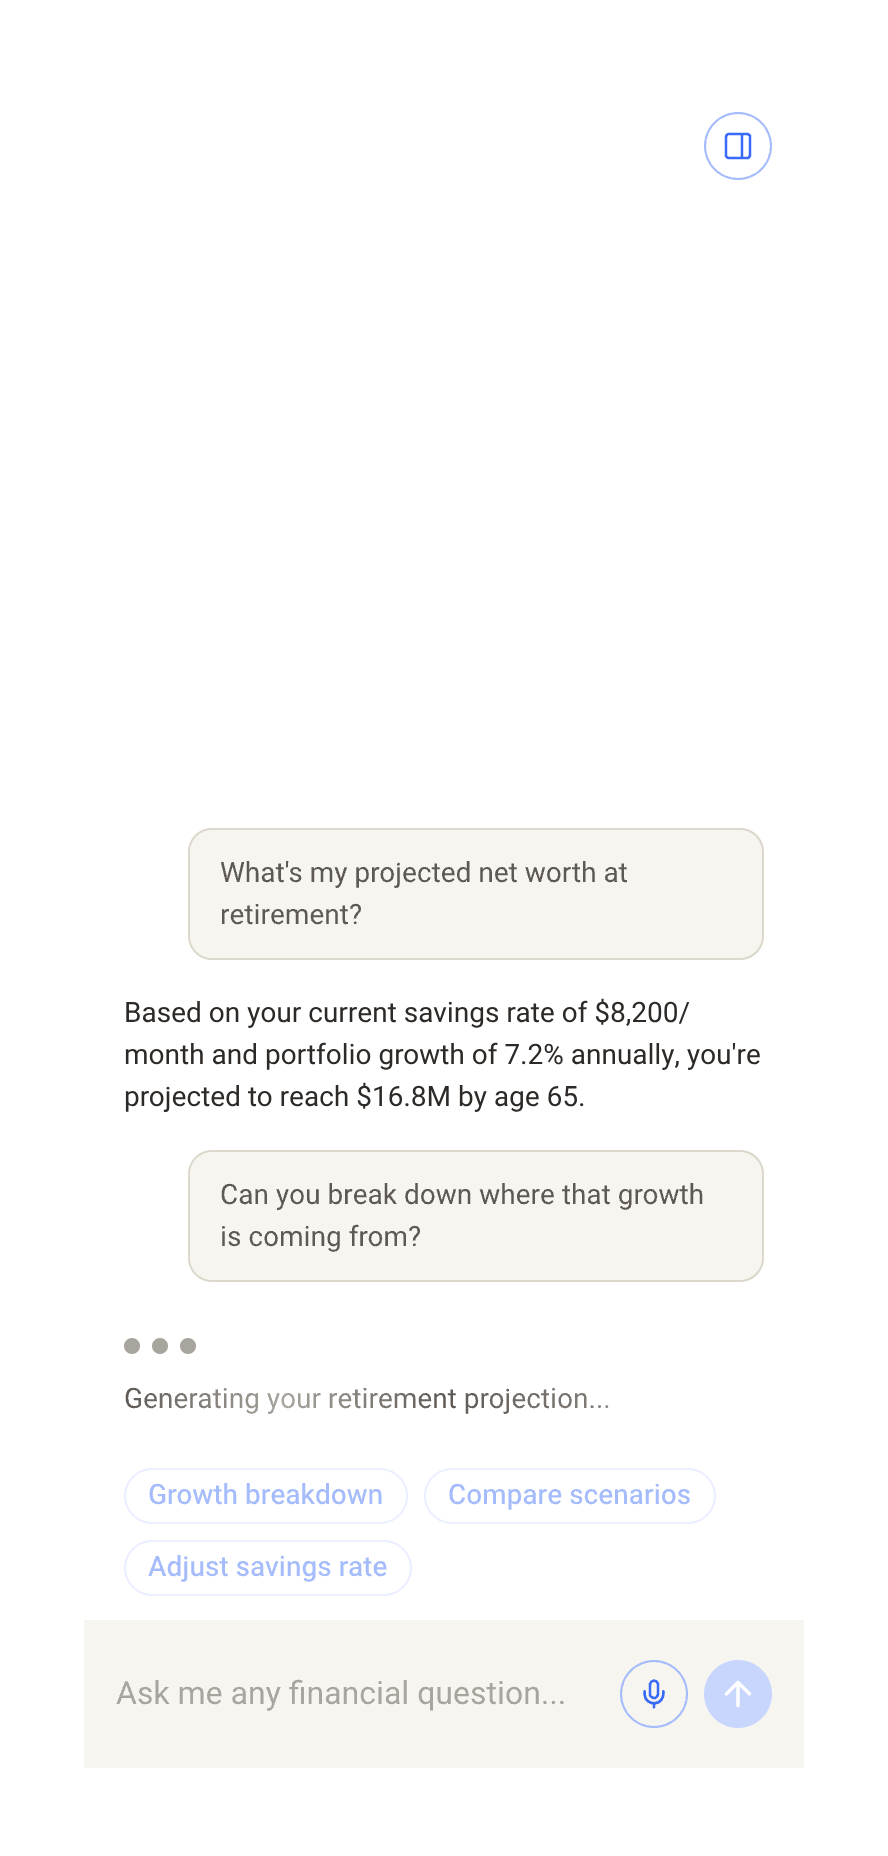 What's my projected net worth at
retirement?
Based on your current savings rate of $8,200/
month and portfolio growth of 7.2% annually, you're
projected to reach $16.8M by age 65.
Can you break down where that growth
is coming from?
Generating your retirement projection...
Growth breakdown
Compare scenarios
Adjust savings rate
Ask me any financial question...